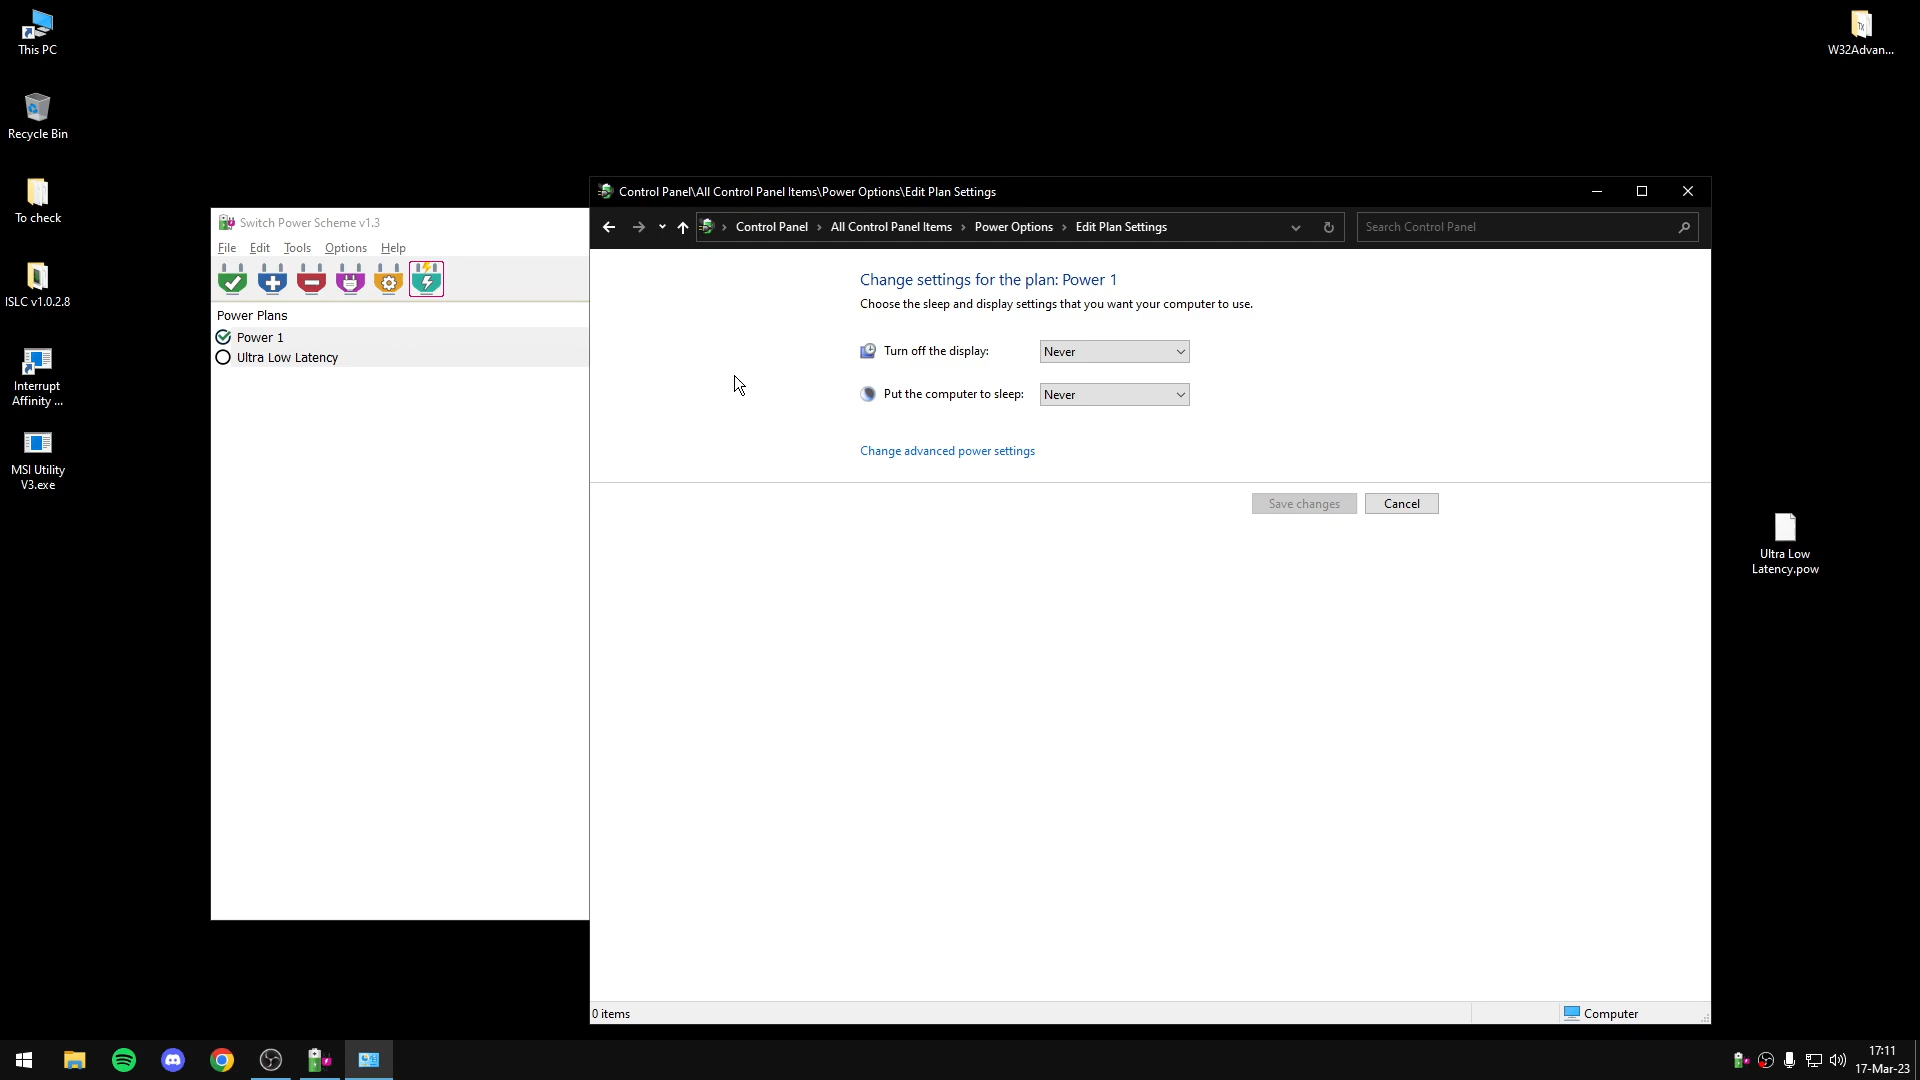 This PC
Recycle Bin
To check
ISLC v1.0.2.8
Interrupt
Affinity ...
MSI Utility
V3.exe
W32Advan...
Ultra Low
Latency.pow
Switch Power Scheme v1.3
File Edit Tools Options Help
Power Plans
Power 1
Ultra Low Latency
Control Panel\All Control Panel Items\Power Options\Edit Plan Settings
Control Panel All Control Panel Items Power Options Edit Plan Settings
Search Control Panel
Change settings for the plan: Power 1
Choose the sleep and display settings that you want your computer to use.
Turn off the display: Never
Put the computer to sleep: Never
Change advanced power settings
Save changes Cancel
0 items
Computer
17:11
17-Mar-23